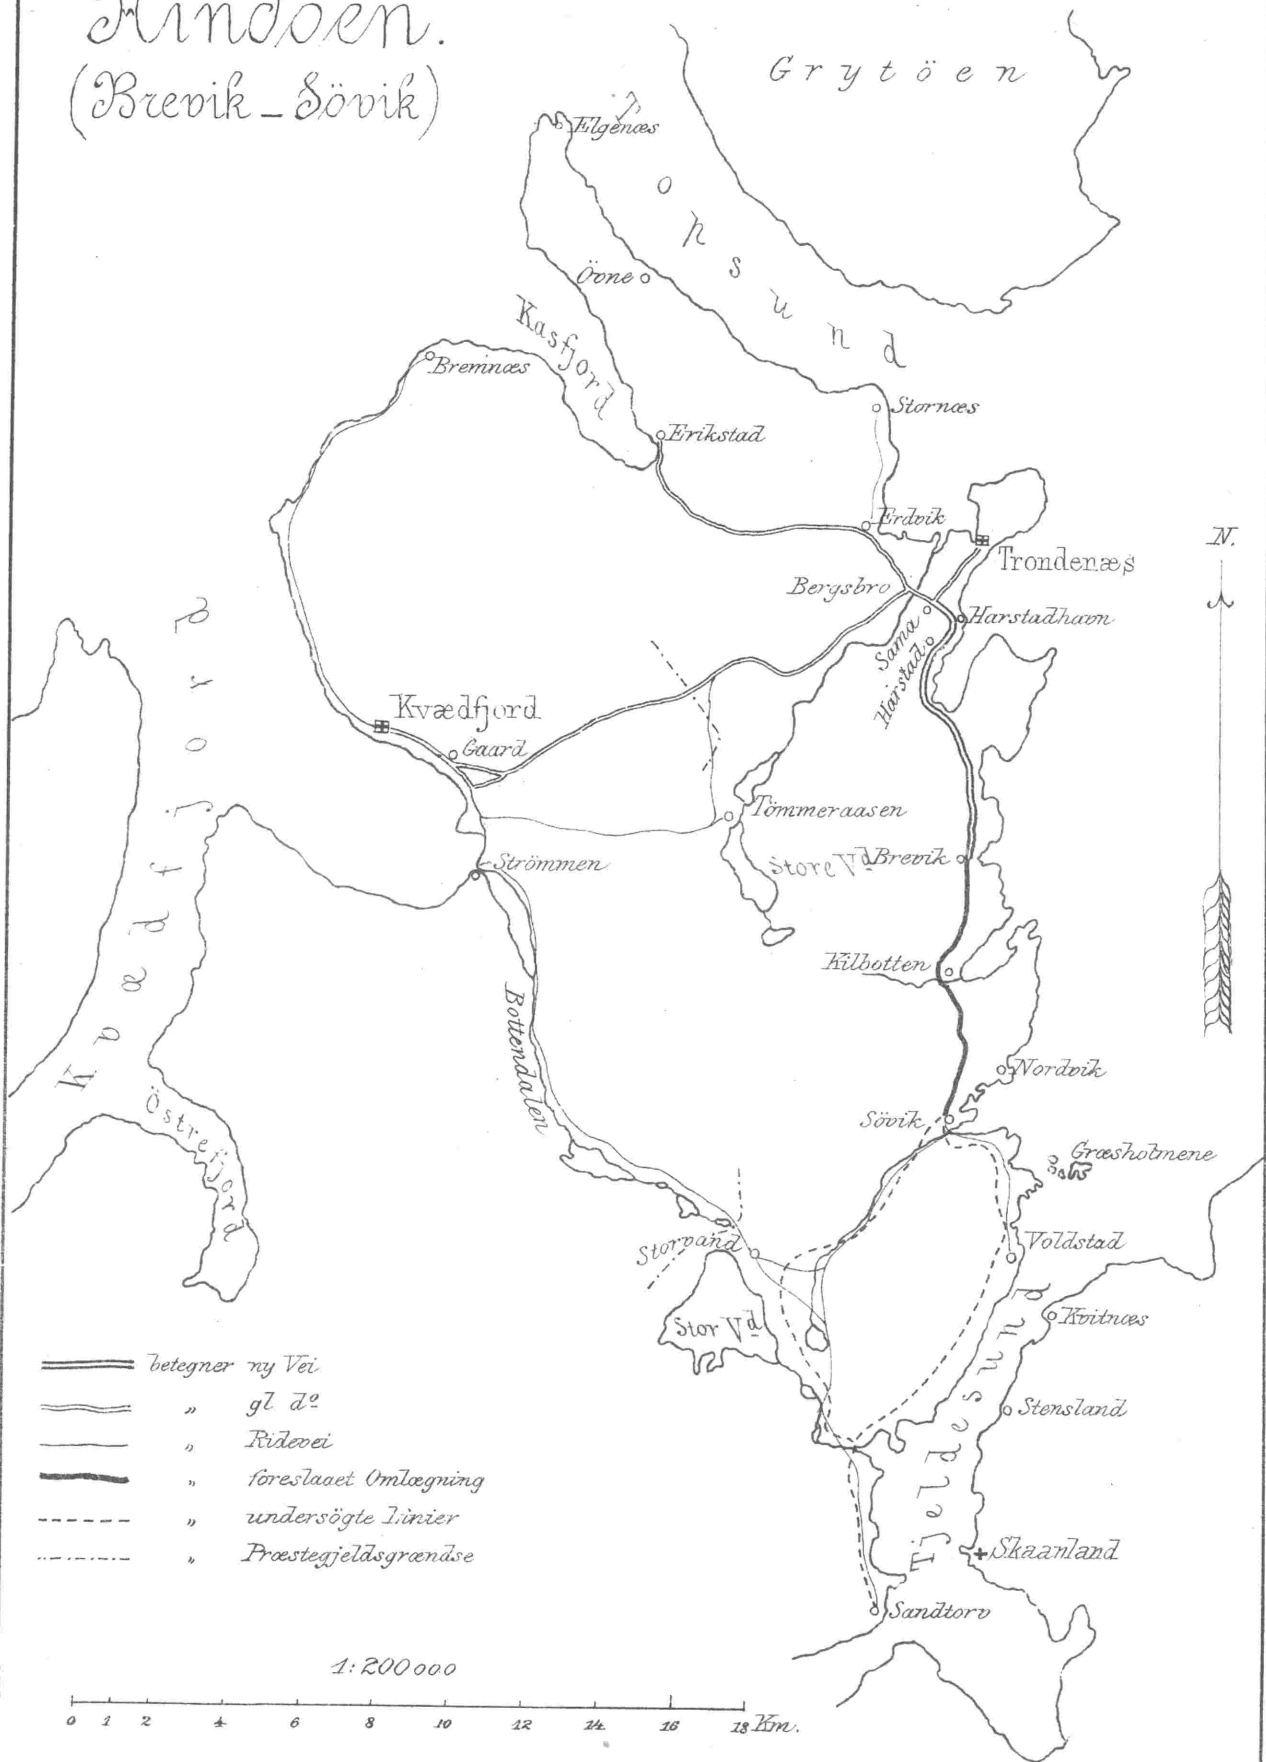 Hindöen.
(Brevik - Sövik)
Grytöen
Elgenæs
Topsund
Övne
Kasfjord
Bremnæs
Stornæs
Erikstad
Erdvik
N.
Trondenæs
Bergsbro
Harstadhavn
Sama
Harstad
Kvædfjord
Gaard
Kvædfjord
Tömmeraasen
Strömmen
Store Vd
Brevik
Kilbotten
Bottendalen
Nordvik
Östrefjord
Sövik
Græsholmene
Storvand
Voldstad
Kvitnæs
Stor Vd
Stensland
Tjeldesund
Skaanland
Sandtorv
betegner ny Vei
„ gl do
„ Ridevei
„ foreslaaet Omlægning
„ undersögte Linier
„ Præstegjeldsgrændse
1:200000
0 1 2 4 6 8 10 12 14 16 18 Km.